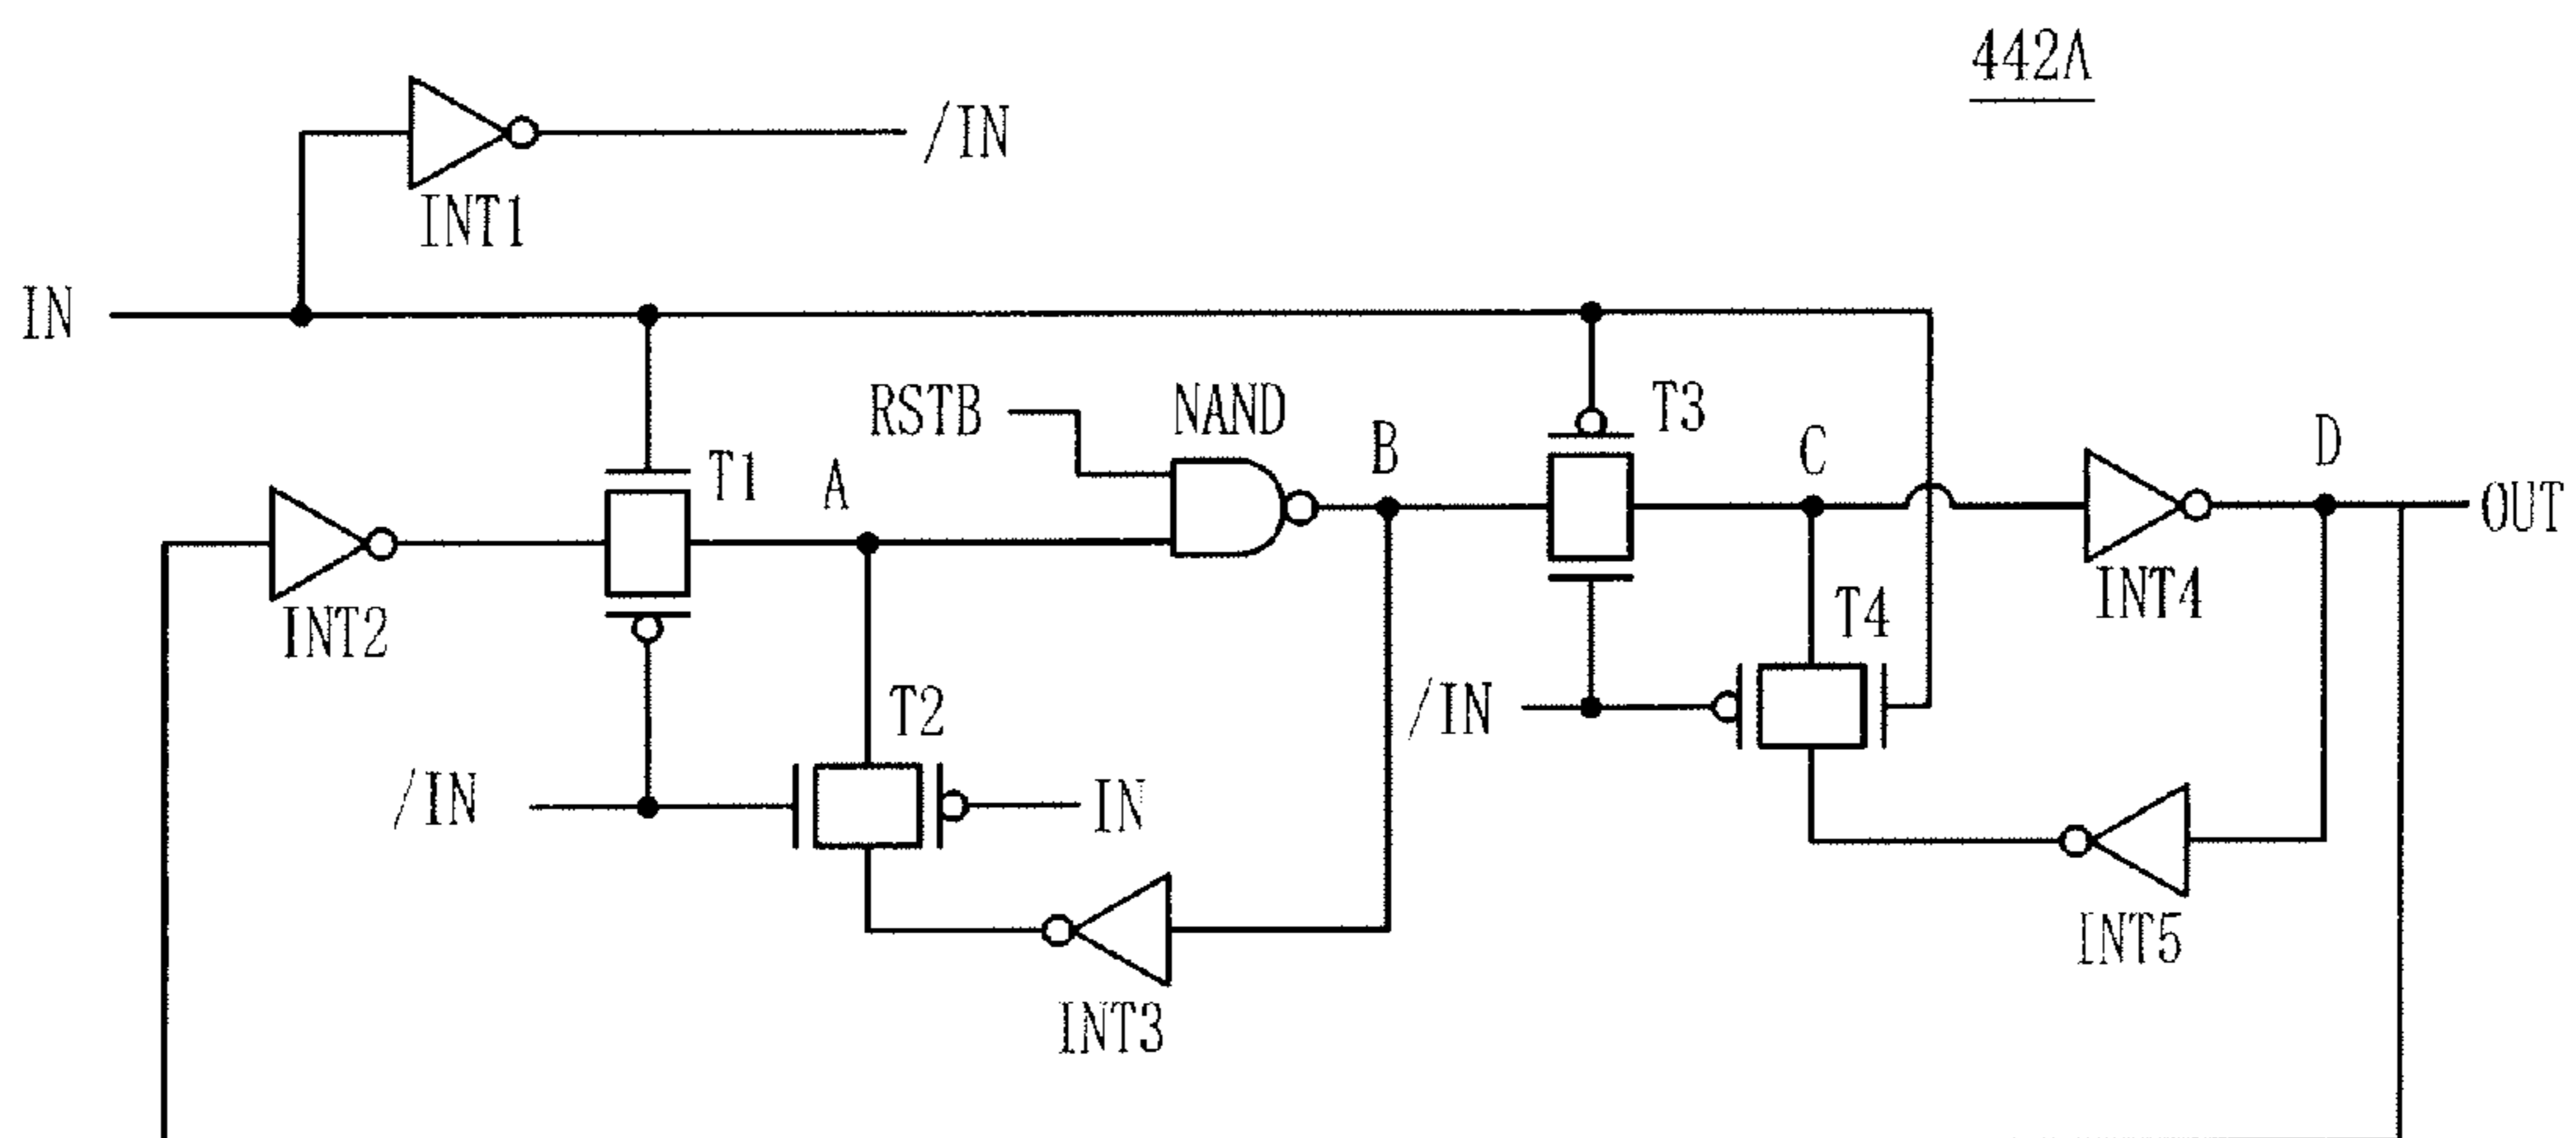 442A
/IN
INT1
IN
RSTB
NAND
T3
T1
A
B
C
D
OUT
INT2
INT4
T4
T2
/IN
/IN
IN
INT5
INT3